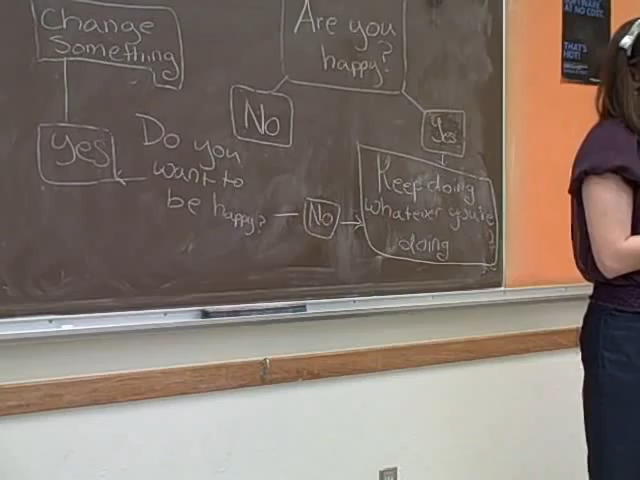 Change
Something
Are you
happy?
No
Yes
Yes
Do you
want to
be happy?
No
Keep doing
whatever you're
doing
AT NO COST.
THAT'S
HOT!